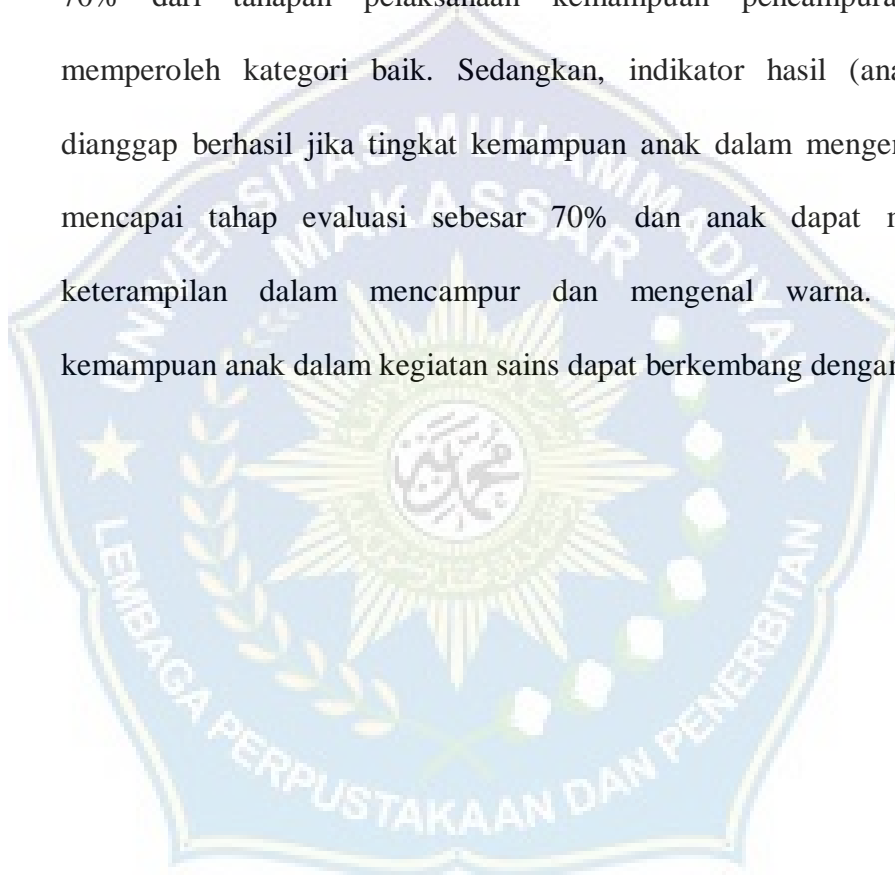 70% dari tahapan pelaksanaan kemampuan
memperoleh kategori baik. Sedangkan, indikator hasil
dianggap berhasil jika tingkat kemampuan anak dalam
mencapai tahap evaluasi sebesar 70% dan anak dapat
keterampilan dalam mencampur dan mengenal warna.
kemampuan anak dalam kegiatan sains dapat berkembang dengan
UNIVERSITAS MUHAMMADIYAH
MAKASSAR
LEMBAGA PERPUSTAKAAN DAN PENERBITAN